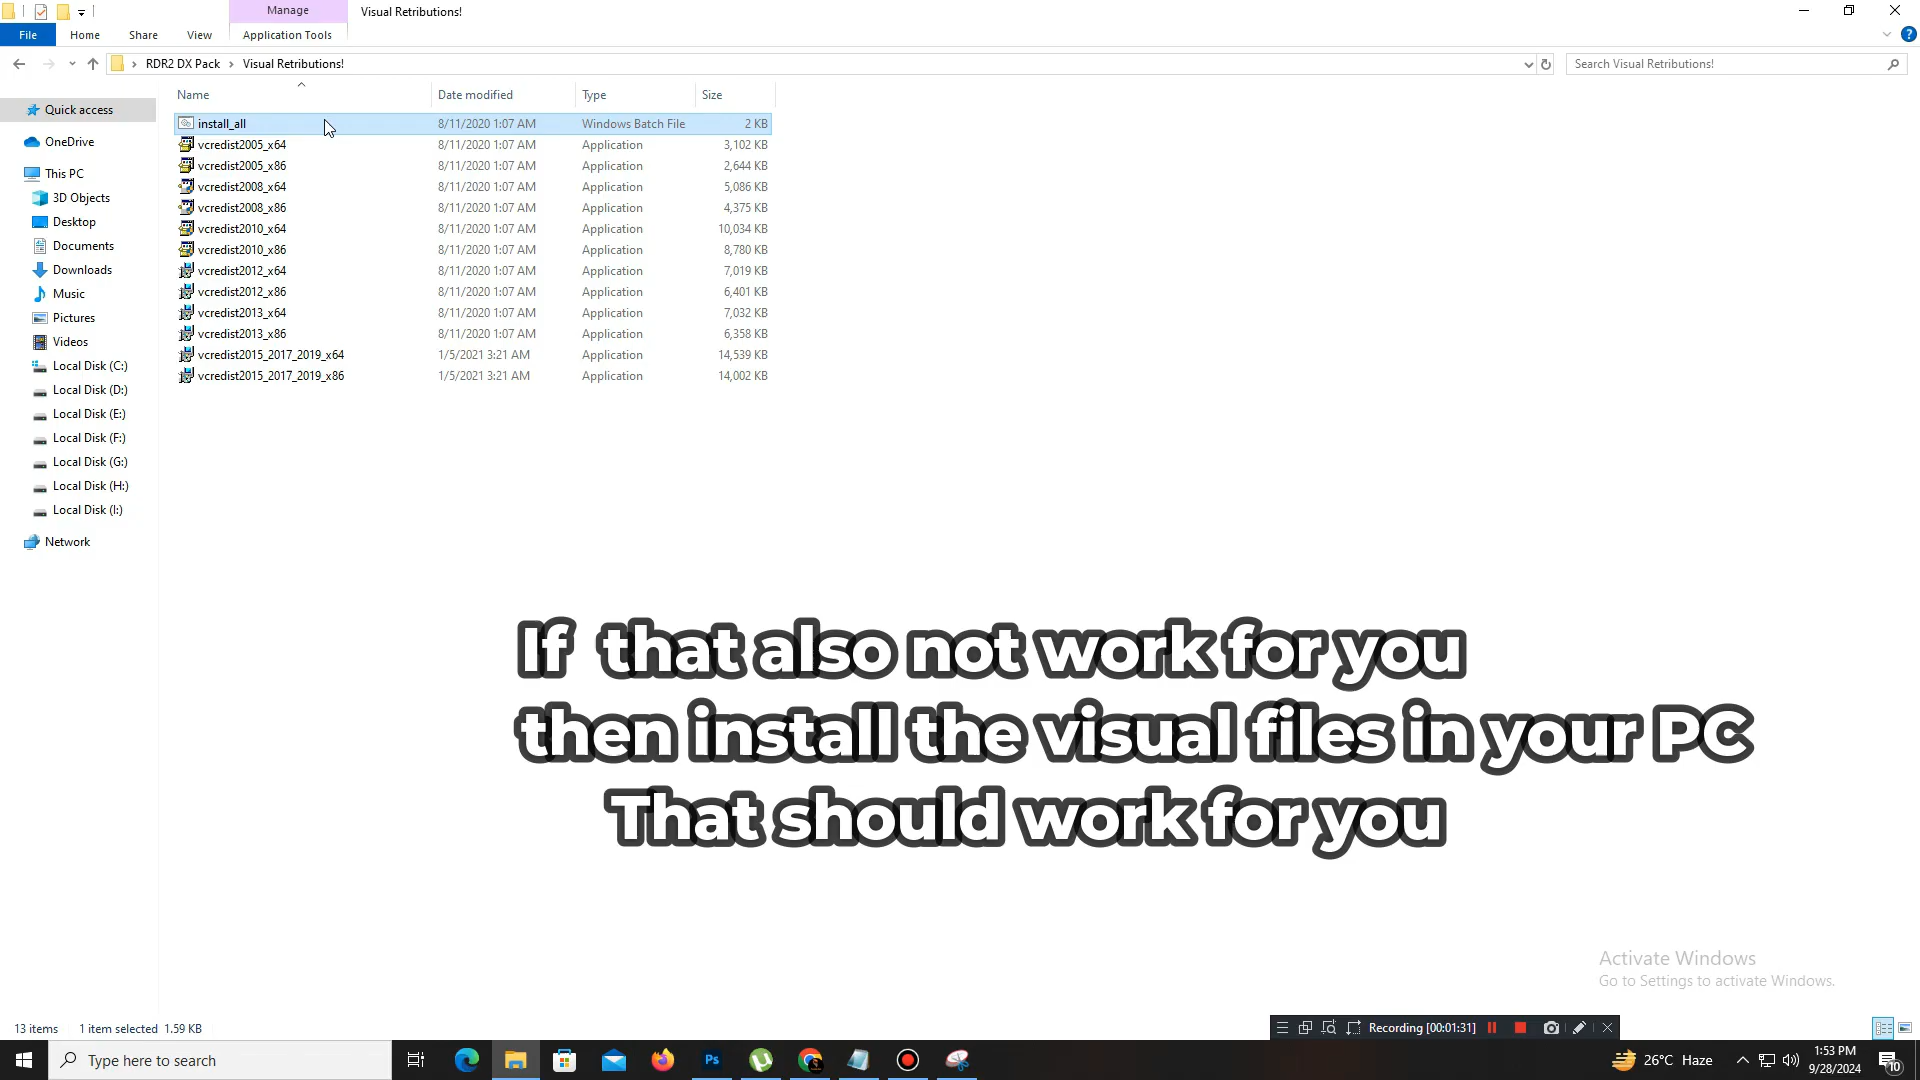 Manage
Visual Retributions!
File
Home
Share
View
Application Tools
RDR2 DX Pack
Visual Retributions!
Search Visual Retributions!
Name
Date modified
Type
Size
Quick access
OneDrive
This PC
3D Objects
Desktop
Documents
Downloads
Music
Pictures
Videos
Local Disk (C:)
Local Disk (D:)
Local Disk (E:)
Local Disk (F:)
Local Disk (G:)
Local Disk (H:)
Local Disk (I:)
Network
install_all 8/11/2020 1:07 AM Windows Batch File 2 KB
vcredist2005_x64 8/11/2020 1:07 AM Application 3,102 KB
vcredist2005_x86 8/11/2020 1:07 AM Application 2,644 KB
vcredist2008_x64 8/11/2020 1:07 AM Application 5,086 KB
vcredist2008_x86 8/11/2020 1:07 AM Application 4,375 KB
vcredist2010_x64 8/11/2020 1:07 AM Application 10,034 KB
vcredist2010_x86 8/11/2020 1:07 AM Application 8,780 KB
vcredist2012_x64 8/11/2020 1:07 AM Application 7,019 KB
vcredist2012_x86 8/11/2020 1:07 AM Application 6,401 KB
vcredist2013_x64 8/11/2020 1:07 AM Application 7,032 KB
vcredist2013_x86 8/11/2020 1:07 AM Application 6,358 KB
vcredist2015_2017_2019_x64 1/5/2021 3:21 AM Application 14,539 KB
vcredist2015_2017_2019_x86 1/5/2021 3:21 AM Application 14,002 KB
If that also not work for you
then install the visual files in your PC
That should work for you
Activate Windows
Go to Settings to activate Windows.
13 items 1 item selected 1.59 KB
Recording [00:01:31]
Type here to search
Ps
26°C Haze
1:53 PM
9/28/2024
10